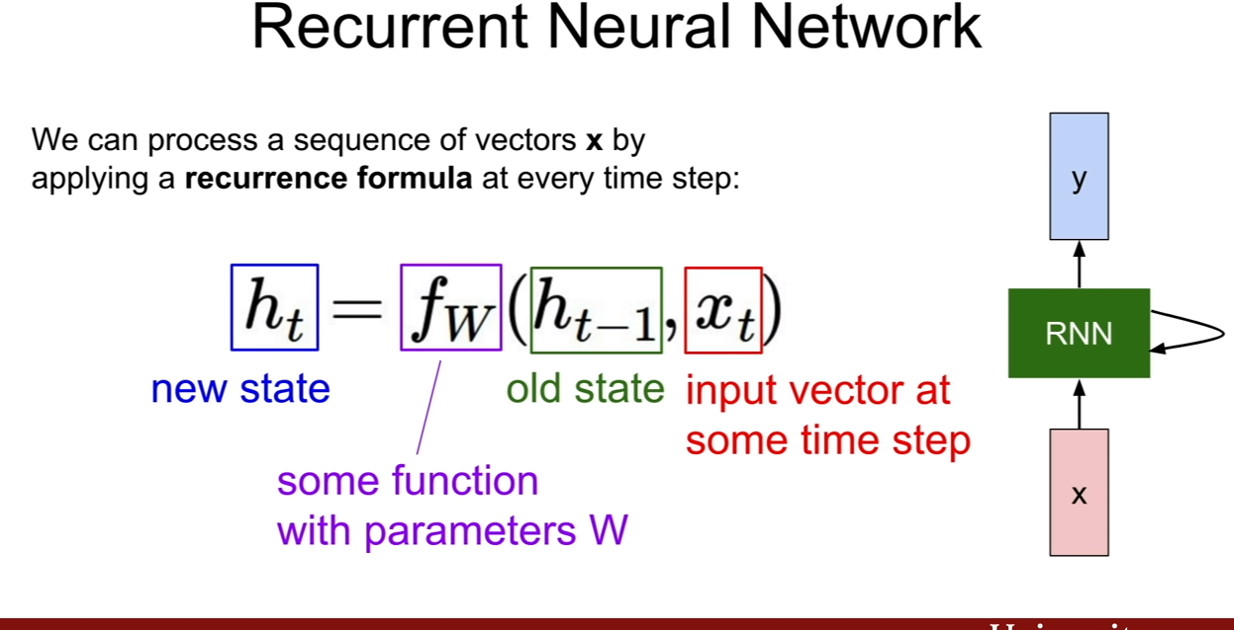 Recurrent Neural Network
We can process a sequence of vectors x by
applying a recurrence formula at every time step:
h_t = f_W(h_{t-1}, x_t)
new state
old state
input vector at
some time step
some function
with parameters W
y
RNN
x